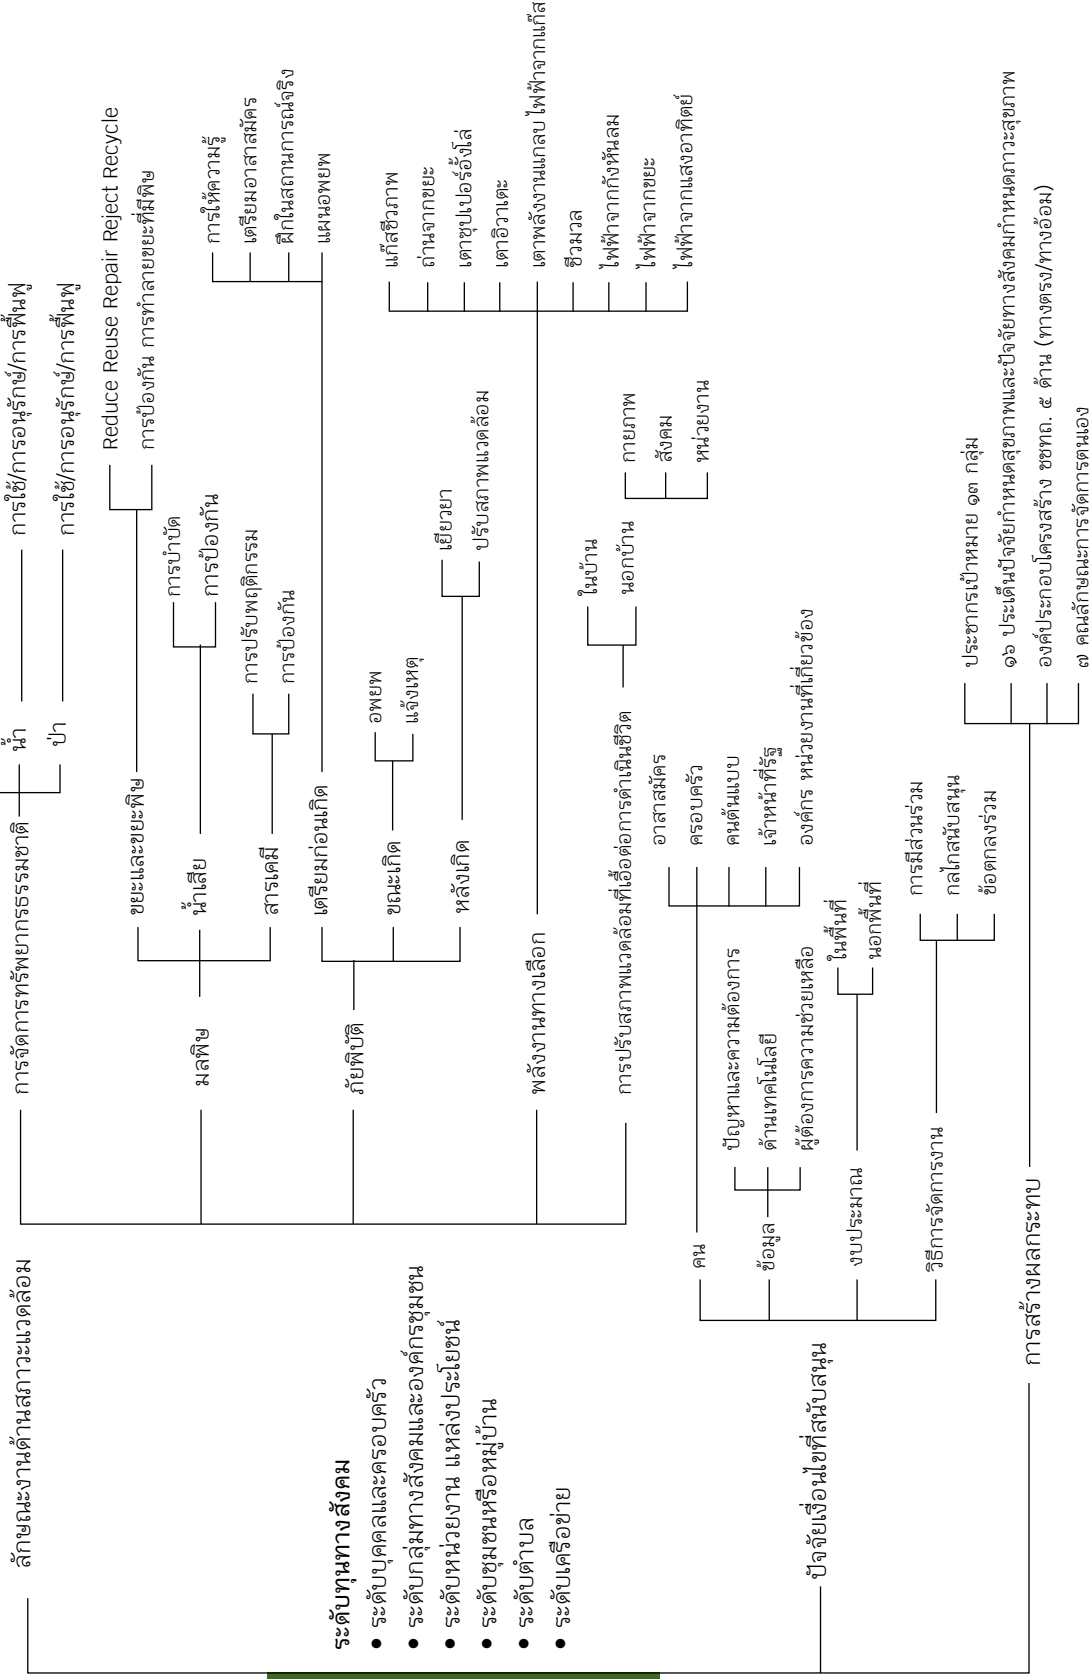 ลักษณะงานด้านสภาวะแวดล้อม
การจัดการทรัพยากรธรรมชาติ
น้ำ
การใช้/การอนุรักษ์/การฟื้นฟู
ป่า
การใช้/การอนุรักษ์/การฟื้นฟู
มลพิษ
ขยะและขยะพิษ
Reduce Reuse Repair Reject Recycle
การป้องกัน การทำลายขยะที่มีพิษ
น้ำเสีย
การบำบัด
การป้องกัน
สารเคมี
การปรับพฤติกรรม
การป้องกัน
ภัยพิบัติ
เตรียมก่อนเกิด
การให้ความรู้
เตรียมอาสาสมัคร
ฝึกในสถานการณ์จริง
แผนอพยพ
ขณะเกิด
อพยพ
แจ้งเหตุ
หลังเกิด
เยียวยา
ปรับสภาพแวดล้อม
พลังงานทางเลือก
แก๊สชีวภาพ
ถ่านจากขยะ
เตาซุปเปอร์อั้งโล่
เตาอิวาเตะ
เตาพลังงานแกลบ ไฟฟ้าจากแก๊ส
ชีวมวล
ไฟฟ้าจากกังหันลม
ไฟฟ้าจากขยะ
ไฟฟ้าจากแสงอาทิตย์
การปรับสภาพแวดล้อมที่เอื้อต่อการดำเนินชีวิต
ในบ้าน
นอกบ้าน
กายภาพ
สังคม
หน่วยงาน
ระดับทุนทางสังคม
● ระดับบุคคลและครอบครัว
● ระดับกลุ่มทางสังคมและองค์กรชุมชน
● ระดับหน่วยงาน แหล่งประโยชน์
● ระดับชุมชนหรือหมู่บ้าน
● ระดับตำบล
● ระดับเครือข่าย
ปัจจัยเงื่อนไขที่สนับสนุน
คน
อาสาสมัคร
ครอบครัว
คนต้นแบบ
เจ้าหน้าที่รัฐ
องค์กร หน่วยงานที่เกี่ยวข้อง
ข้อมูล
ปัญหาและความต้องการ
ด้านเทคโนโลยี
ผู้ต้องการความช่วยเหลือ
งบประมาณ
ในพื้นที่
นอกพื้นที่
วิธีการจัดการงาน
การมีส่วนร่วม
กลไกสนับสนุน
ข้อตกลงร่วม
การสร้างผลกระทบ
ประชากรเป้าหมาย ๑๓ กลุ่ม
๑๖ ประเด็นปัจจัยกำหนดสุขภาพและปัจจัยทางสังคมกำหนดภาวะสุขภาพ
องค์ประกอบโครงสร้าง ชชทถ. ๕ ด้าน (ทางตรง/ทางอ้อม)
๗ คุณลักษณะการจัดการตนเอง